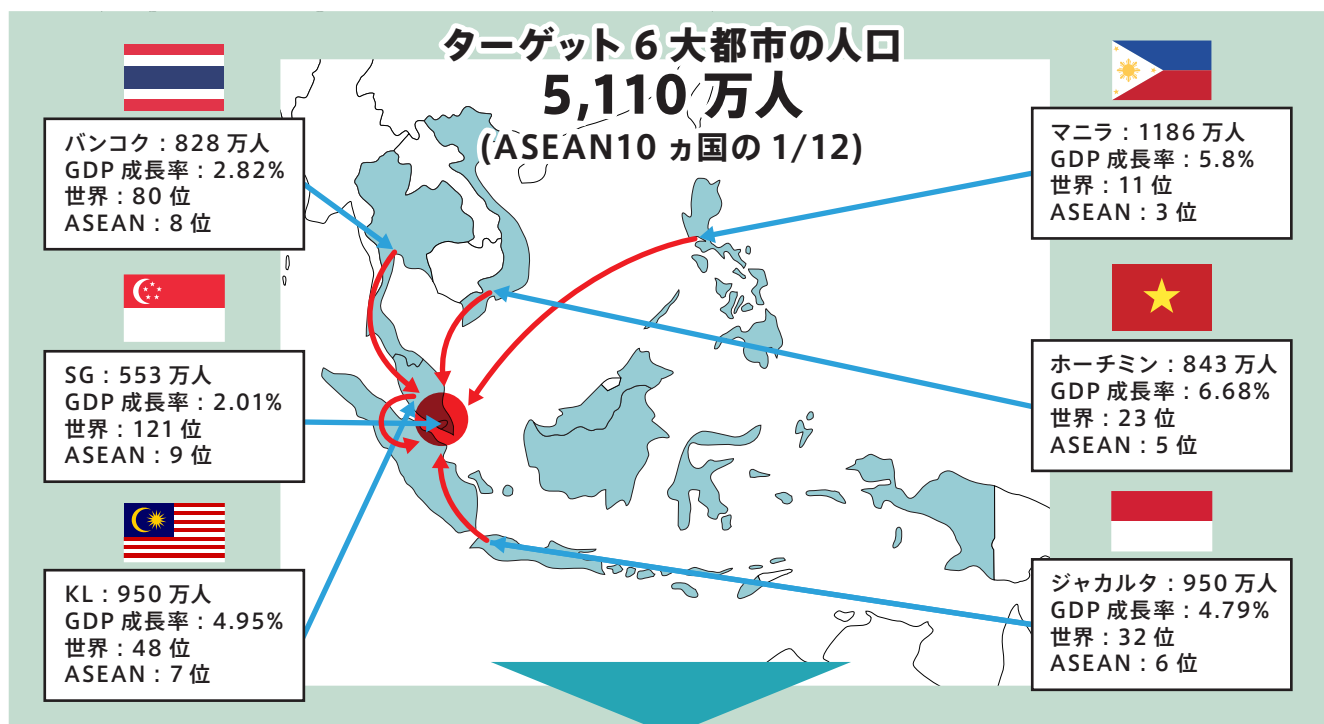 ターゲット 6 大都市の人口
5,110 万人
(ASEAN10 ヵ国の 1/12)
バンコク：828 万人
GDP 成長率：2.82%
世界：80 位
ASEAN：8 位
SG：553 万人
GDP 成長率：2.01%
世界：121 位
ASEAN：9 位
KL：950 万人
GDP 成長率：4.95%
世界：48 位
ASEAN：7 位
マニラ：1186 万人
GDP 成長率：5.8%
世界：11 位
ASEAN：3 位
ホーチミン：843 万人
GDP 成長率：6.68%
世界：23 位
ASEAN：5 位
ジャカルタ：950 万人
GDP 成長率：4.79%
世界：32 位
ASEAN：6 位